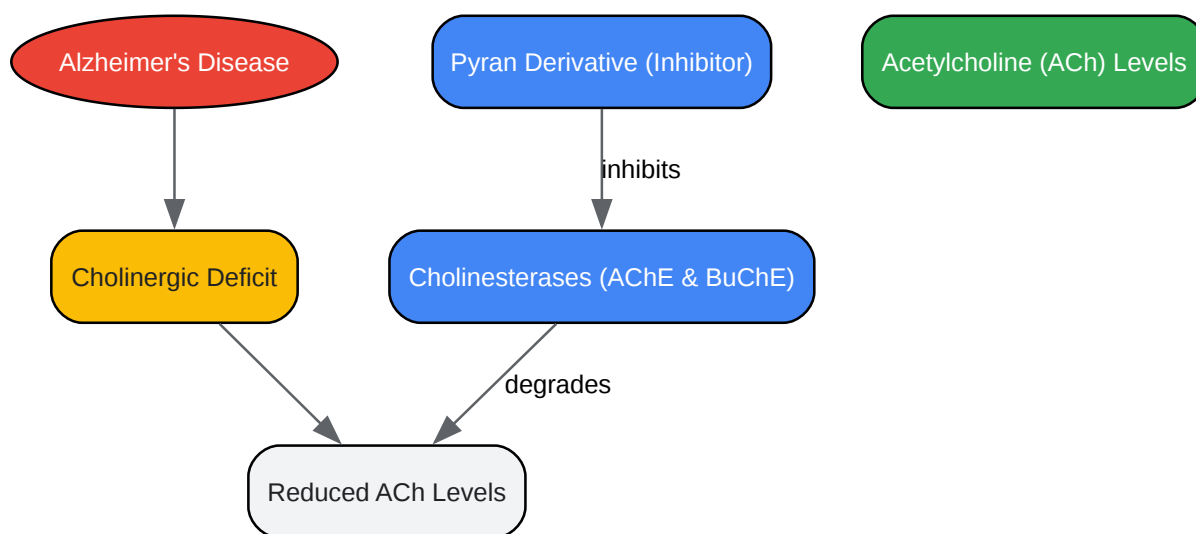 Alzheimer's Disease
Pyran Derivative (Inhibitor)
Acetylcholine (ACh) Levels
inhibits
Cholinergic Deficit
Cholinesterases (AChE & BuChE)
degrades
Reduced ACh Levels